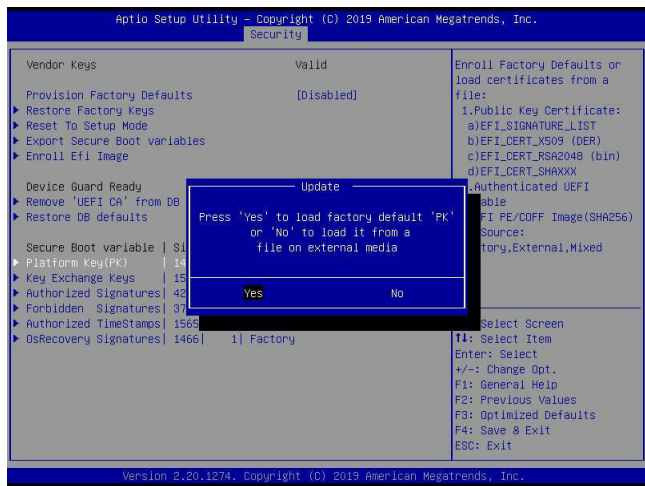 Aptio Setup Utility – Copyright (C) 2019 American Megatrends, Inc.
Security
Vendor Keys Valid
Provision Factory Defaults [Disabled]
Restore Factory Keys
Reset To Setup Mode
Export Secure Boot variables
Enroll Efi Image
Device Guard Ready
Remove 'UEFI CA' from DB
Restore DB defaults
Secure Boot variable | Si
Platform Key(PK) | 14
Key Exchange Keys | 15
Authorized Signatures| 42
Forbidden Signatures| 37
Authorized TimeStamps| 1565
OsRecovery Signatures| 1466| 1| Factory
Update
Press 'Yes' to load factory default 'PK'
or 'No' to load it from a
file on external media
Yes No
Enroll Factory Defaults or
load certificates from a
file:
1.Public Key Certificate:
a)EFI_SIGNATURE_LIST
b)EFI_CERT_X509 (DER)
c)EFI_CERT_RSA2048 (bin)
d)EFI_CERT_SHAXXX
.Authenticated UEFI
able
FI PE/COFF Image(SHA256)
Source:
tory,External,Mixed
Select Screen
↑↓: Select Item
Enter: Select
+/-: Change Opt.
F1: General Help
F2: Previous Values
F3: Optimized Defaults
F4: Save & Exit
ESC: Exit
Version 2.20.1274. Copyright (C) 2019 American Megatrends, Inc.